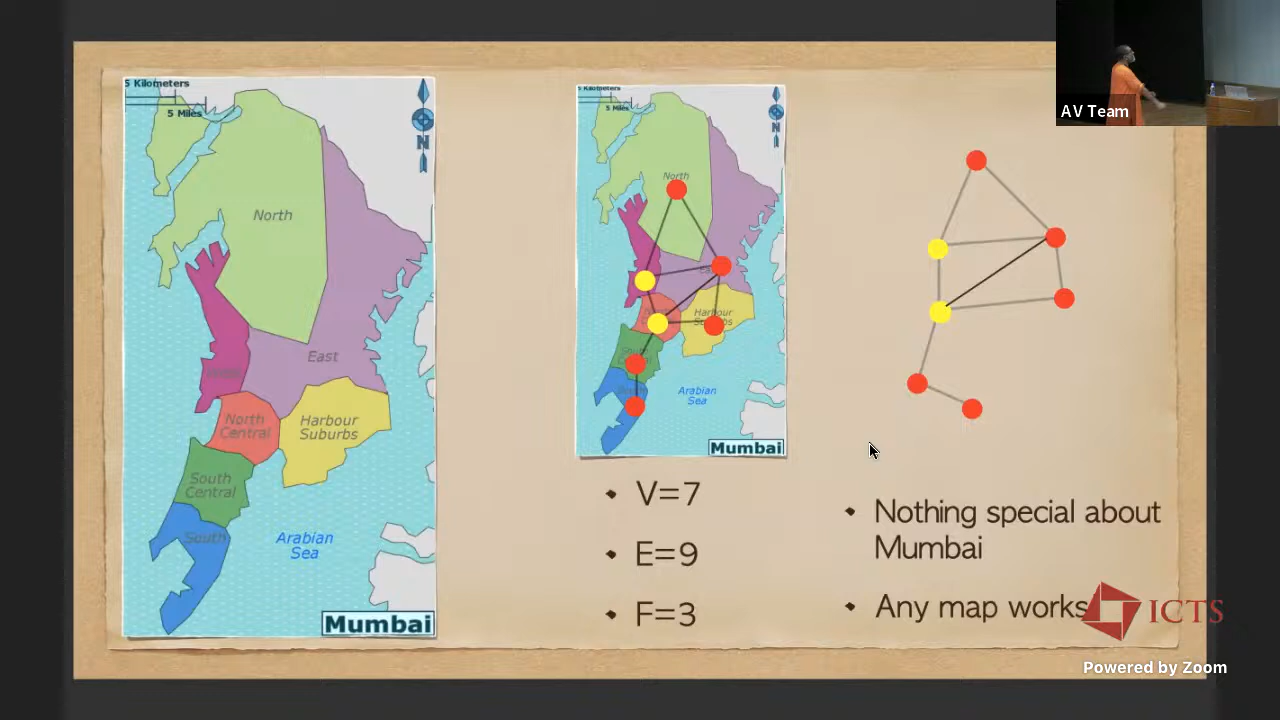 5 Kilometers
5 Miles
N
North
East
North
Central
Harbour
Suburbs
South
Central
South
Arabian
Sea
Mumbai
5 Kilometers
5 Miles
N
North
Harbour
Suburbs
Arabian
Sea
Mumbai
• V=7
• E=9
• F=3
AV Team
• Nothing special about
Mumbai
• Any map works
ICTS
Powered by Zoom